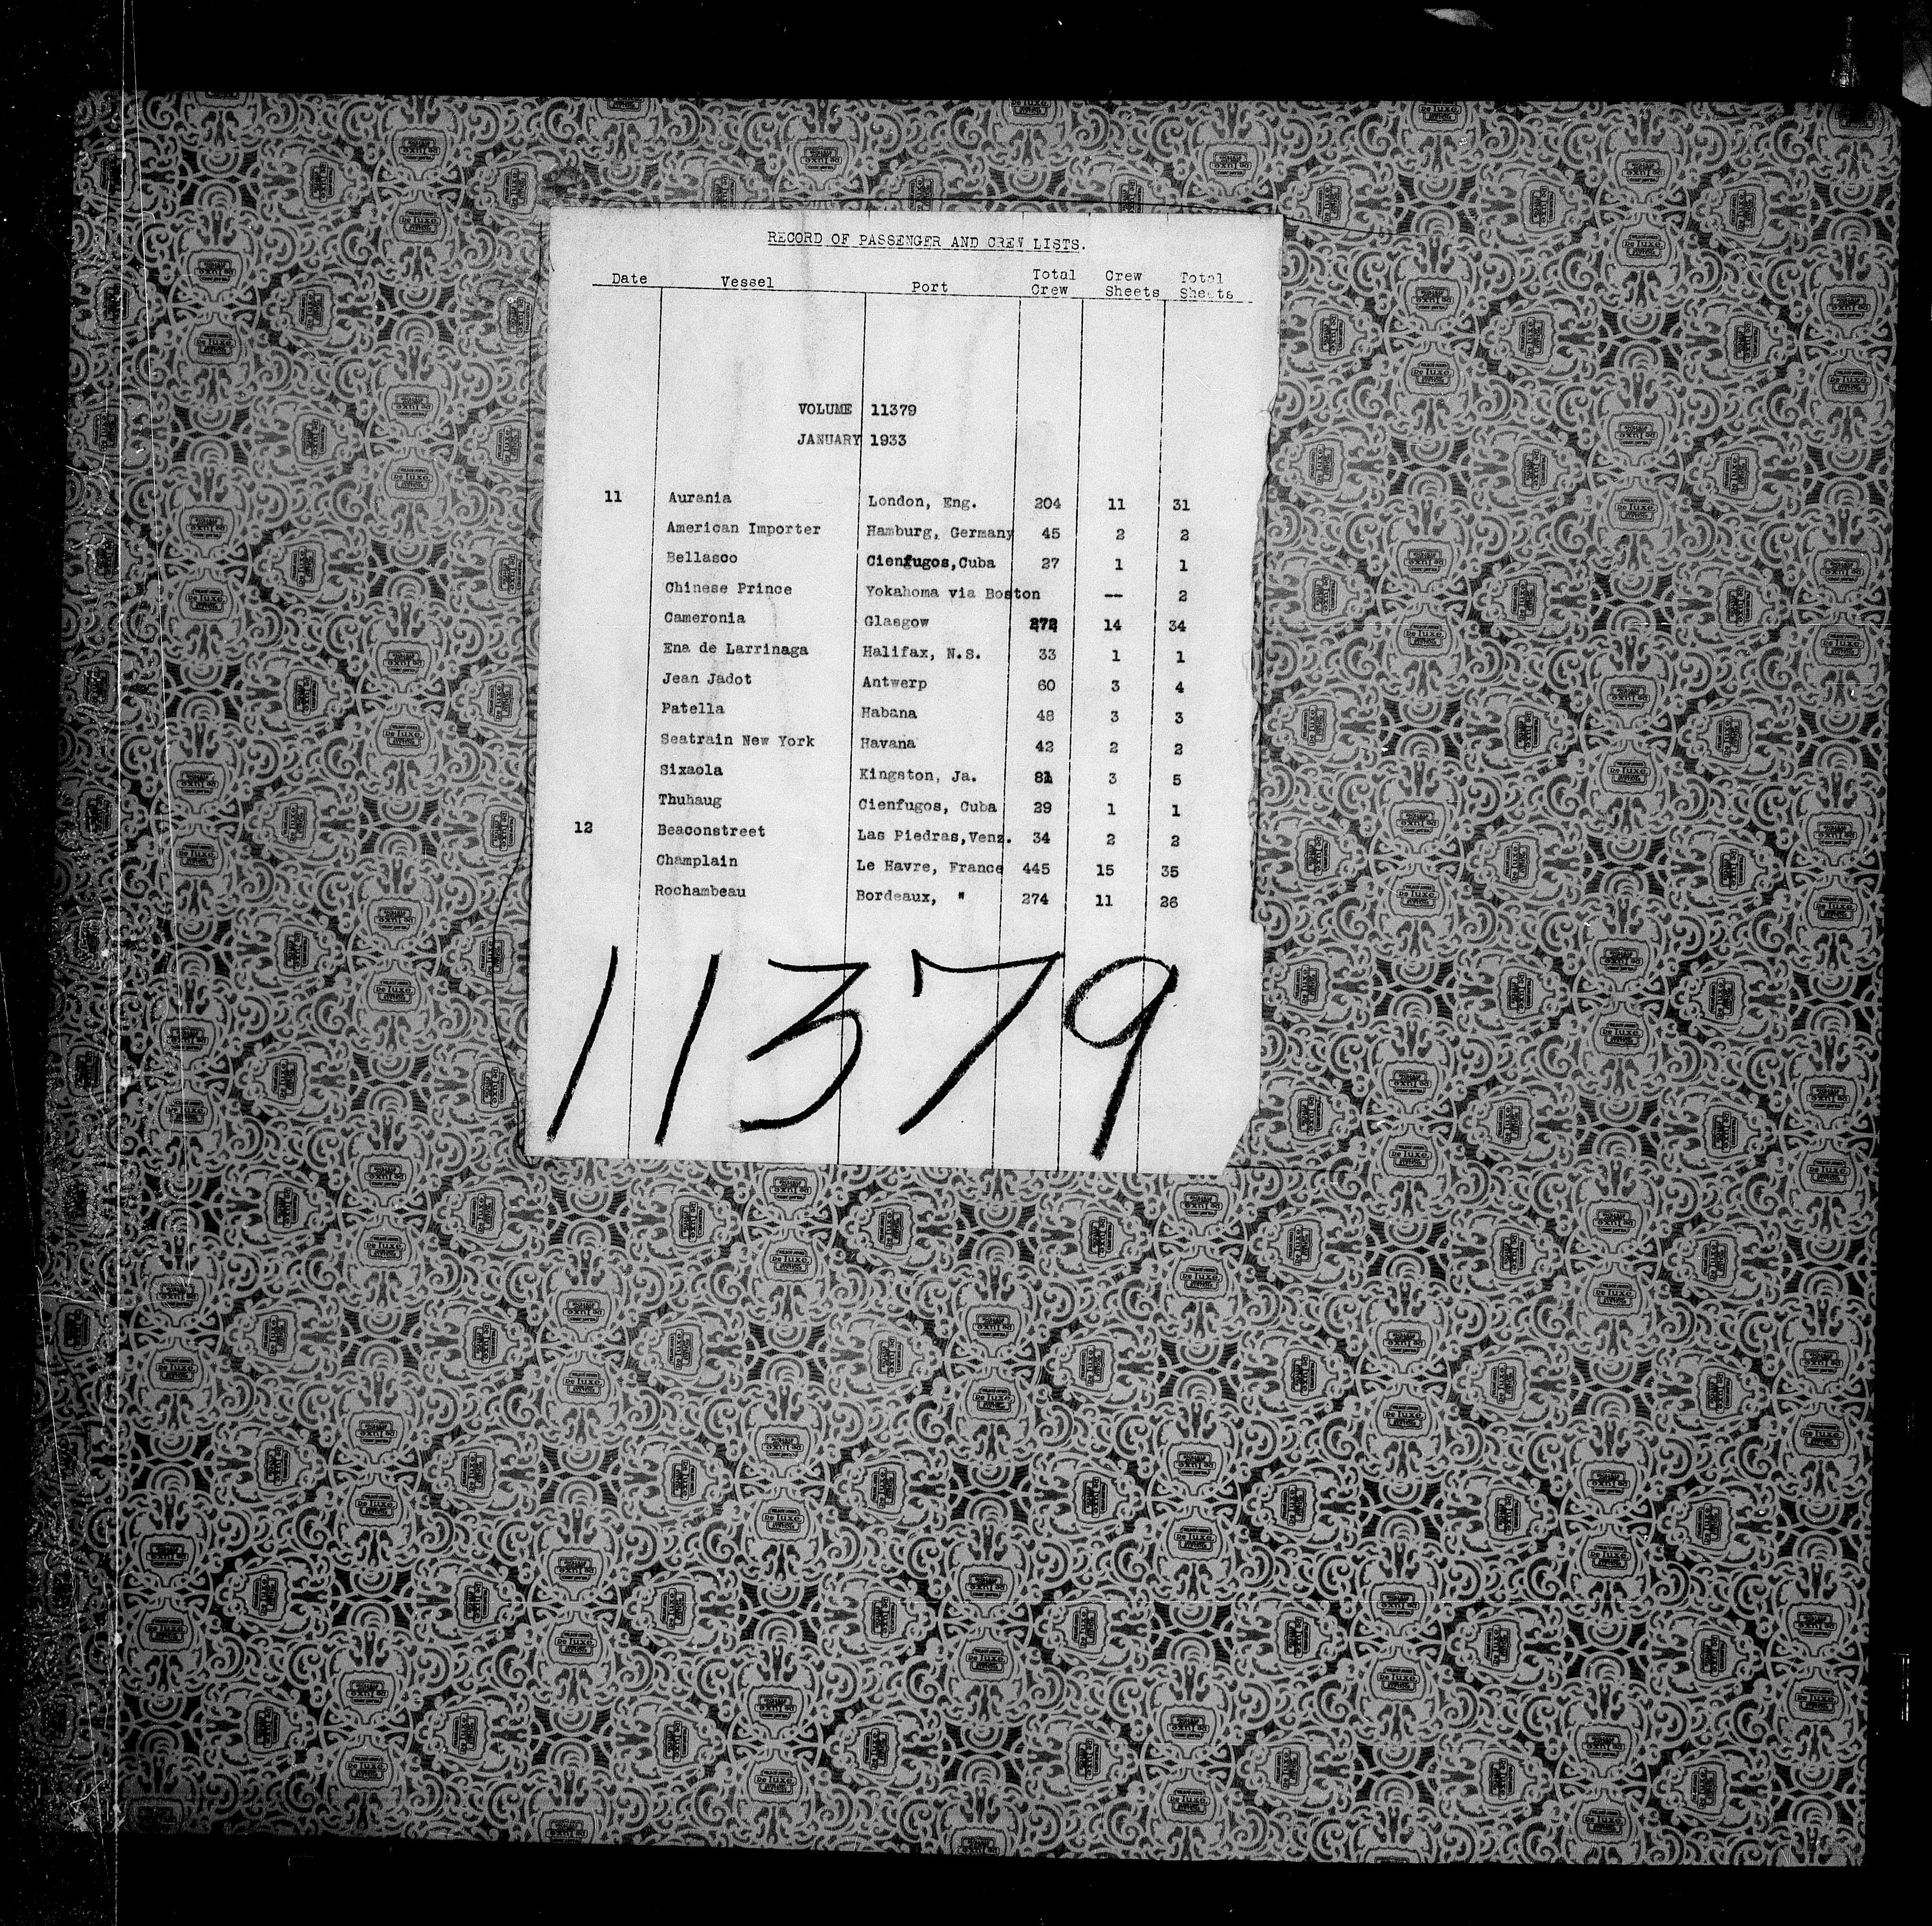 RECORD OF PASSENGER AND CREW LISTS.
Date Vessel Port Total Crew Crew Sheets Total Sheets
VOLUME 11379
JANUARY 1933
11 Aurania London, Eng. 204 11 31
American Importer Hamburg, Germany 45 2 2
Bellasco Cienfugos,Cuba 27 1 1
Chinese Prince Yokahoma via Boston -- 2
Cameronia Glasgow 272 14 34
Ena de Larrinaga Halifax, N.S. 33 1 1
Jean Jadot Antwerp 60 3 4
Patella Habana 48 3 3
Seatrain New York Havana 42 2 2
Sixaola Kingston, Ja. 81 3 5
Thuhaug Cienfugos, Cuba 29 1 1
12 Beaconstreet Las Piedras,Venz. 34 2 2
Champlain Le Havre, France 445 15 35
Rochambeau Bordeaux, " 274 11 26
11379
De luxe